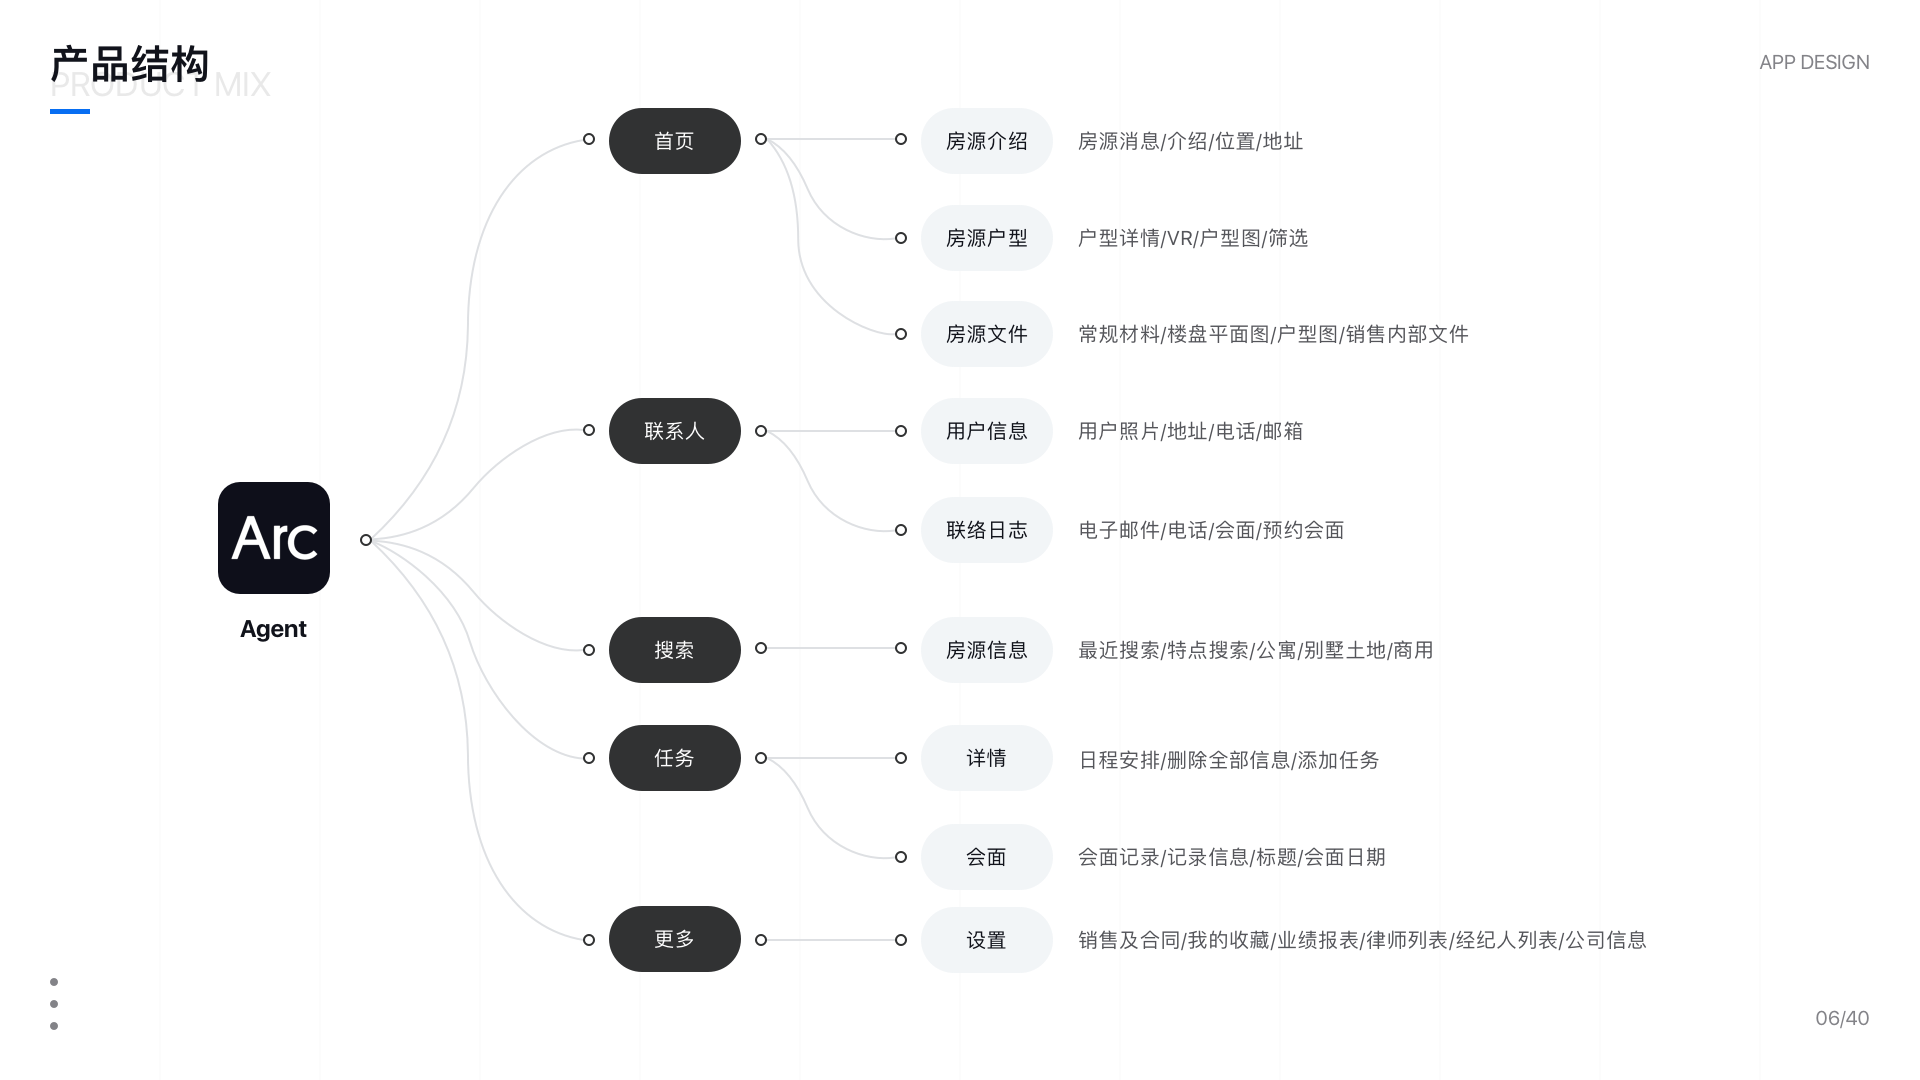 产品结构
PRODUCT MIX
APP DESIGN
首页
房源介绍
房源消息/介绍/位置/地址
房源户型
户型详情/VR/户型图/筛选
房源文件
常规材料/楼盘平面图/户型图/销售内部文件
联系人
用户信息
用户照片/地址/电话/邮箱
联络日志
电子邮件/电话/会面/预约会面
Arc
Agent
搜索
房源信息
最近搜索/特点搜索/公寓/别墅土地/商用
任务
详情
日程安排/删除全部信息/添加任务
会面
会面记录/记录信息/标题/会面日期
更多
设置
销售及合同/我的收藏/业绩报表/律师列表/经纪人列表/公司信息
06/40